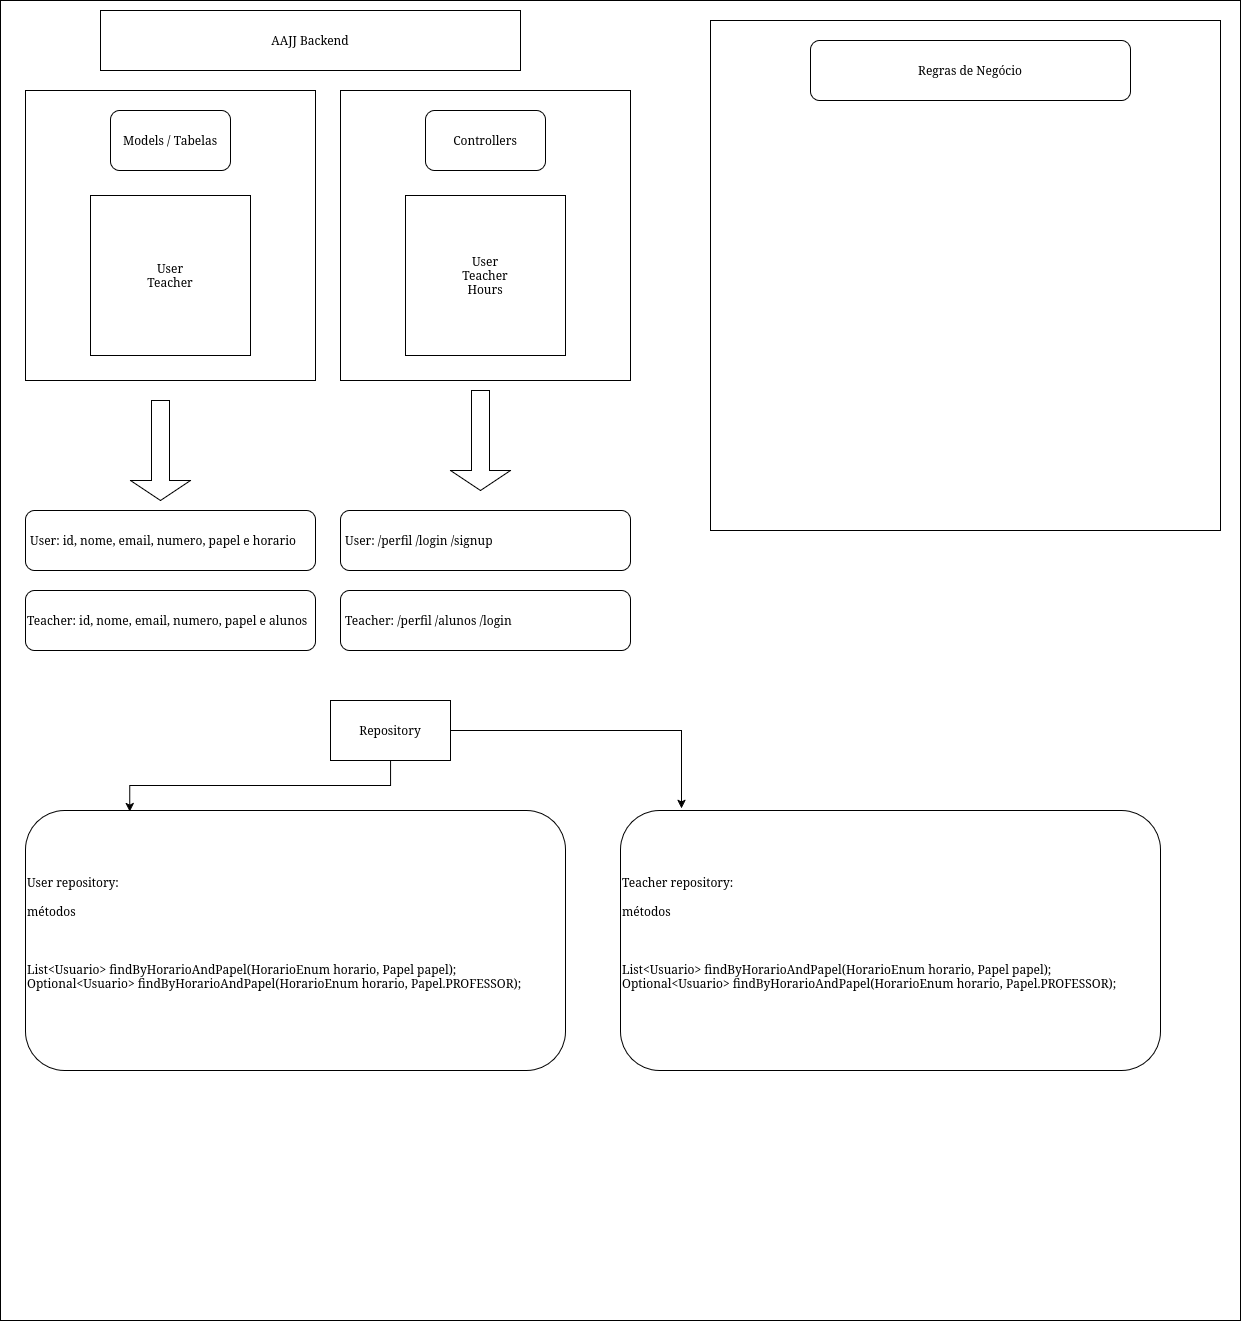 AAJJ Backend
Regras de Negócio
Models / Tabelas
Controllers
User
Teacher
User
Teacher
Hours
User: id, nome, email, numero, papel e horario
User: /perfil /login /signup
Teacher: id, nome, email, numero, papel e alunos
Teacher: /perfil /alunos /login
Repository
User repository:
métodos
List<Usuario> findByHorarioAndPapel(HorarioEnum horario, Papel papel);
Optional<Usuario> findByHorarioAndPapel(HorarioEnum horario, Papel.PROFESSOR);
Teacher repository:
métodos
List<Usuario> findByHorarioAndPapel(HorarioEnum horario, Papel papel);
Optional<Usuario> findByHorarioAndPapel(HorarioEnum horario, Papel.PROFESSOR);